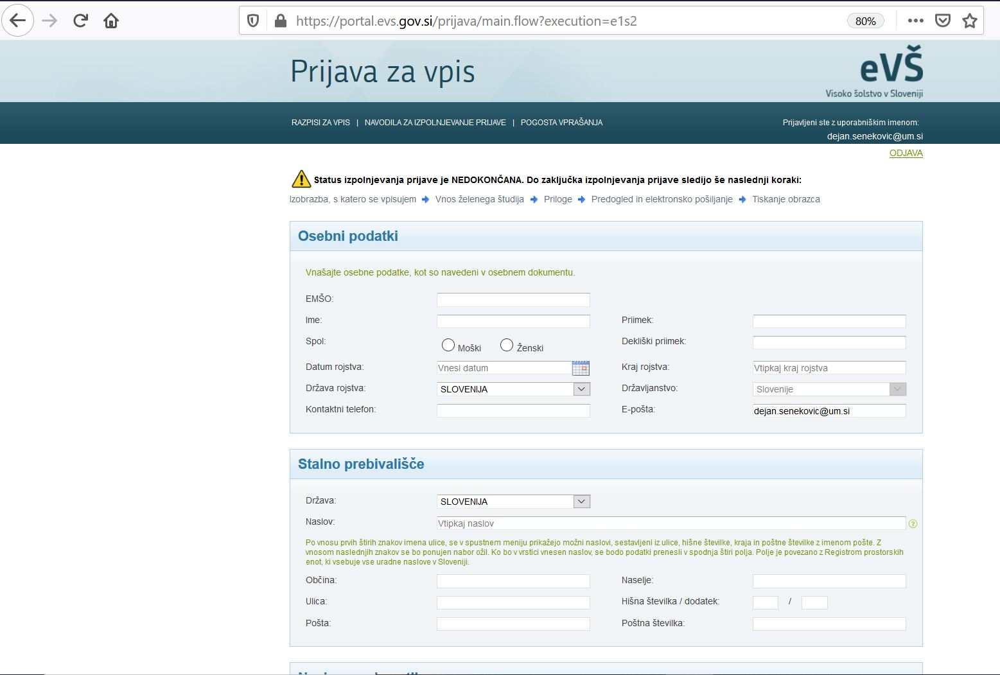 https://portal.evs.gov.si/prijava/main.flow?execution=e1s2
80%
Prijava za vpis
eVŠ
Visoko šolstvo v Sloveniji
RAZPISI ZA VPIS | NAVODILA ZA IZPOLNJEVANJE PRIJAVE | POGOSTA VPRAŠANJA
Prijavljeni ste z uporabniškim imenom:
dejan.senekovic@um.si
ODJAVA
Status izpolnjevanja prijave je NEDOKONČANA. Do zaključka izpolnjevanja prijave sledijo še naslednji koraki:
Izobrazba, s katero se vpisujem Vnos želenega študija Priloge Predogled in elektronsko pošiljanje Tiskanje obrazca
Osebni podatki
Vnašajte osebne podatke, kot so navedeni v osebnem dokumentu.
EMŠO:
Ime: Priimek:
Spol: Moški Ženski Dekliški priimek:
Datum rojstva: Vnesi datum Kraj rojstva: Vtipkaj kraj rojstva
Država rojstva: SLOVENIJA Državljanstvo: Slovenije
Kontaktni telefon: E-pošta: dejan.senekovic@um.si
Stalno prebivališče
Država: SLOVENIJA
Naslov: Vtipkaj naslov ?
Po vnosu prvih štirih znakov imena ulice, se v spustnem meniju prikažejo možni naslovi, sestavljeni iz ulice, hišne številke, kraja in poštne številke z imenom pošte. Z
vnosom naslednjih znakov se bo ponujen nabor ožil. Ko bo v vrstici vnesen naslov, se bodo podatki prenesli v spodnja štiri polja. Polje je povezano z Registrom prostorskih
enot, ki vsebuje vse uradne naslove v Sloveniji.
Občina: Naselje:
Ulica: Hišna številka / dodatek: /
Pošta: Poštna številka: